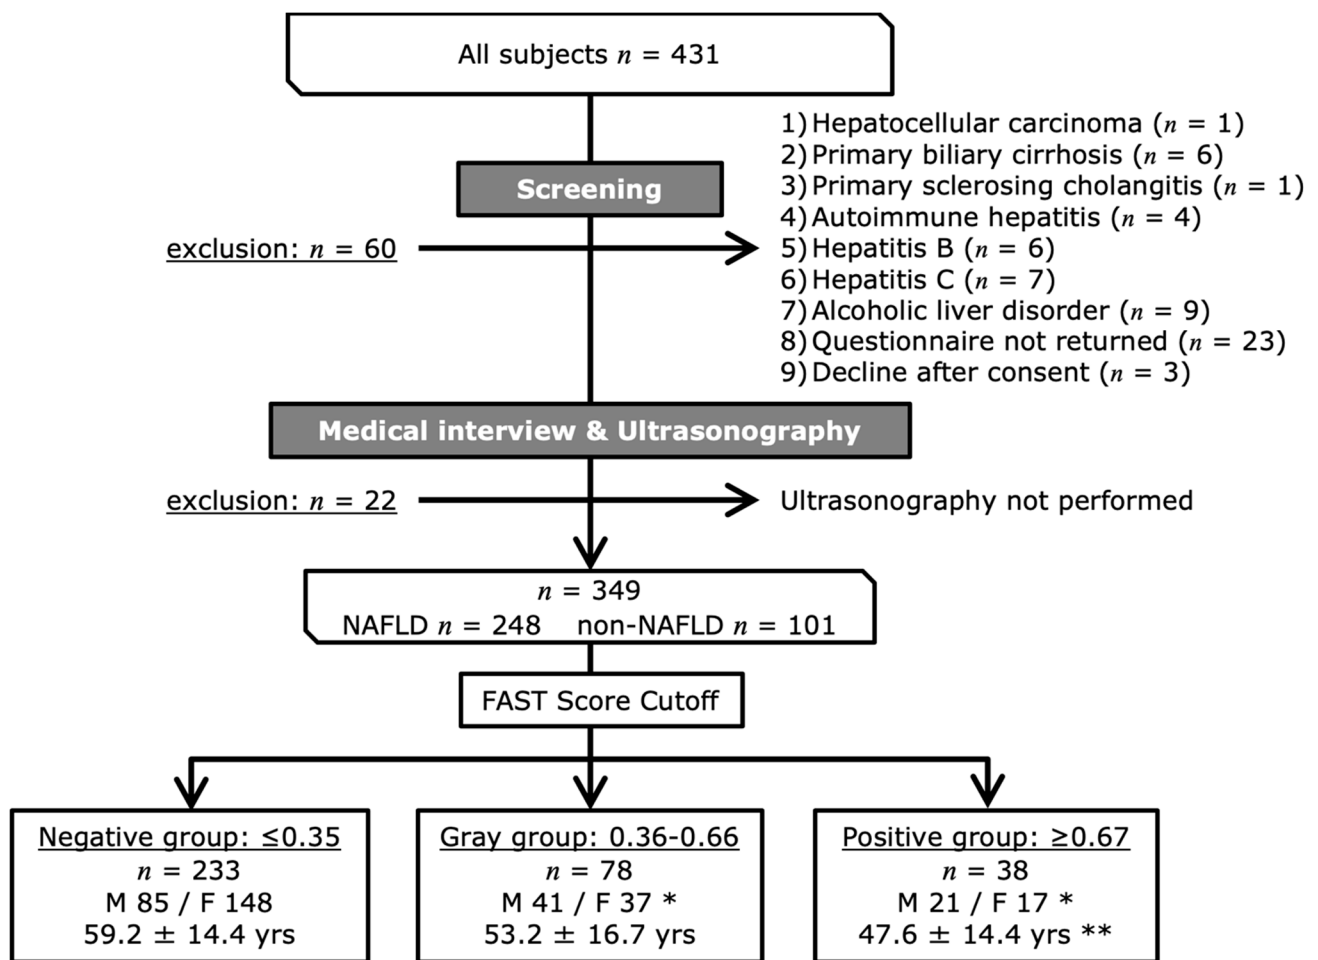 All subjects n = 431
1) Hepatocellular carcinoma (n = 1)
2) Primary biliary cirrhosis (n = 6)
Screening
3) Primary sclerosing cholangitis (n = 1)
4) Autoimmune hepatitis (n = 4)
exclusion: n = 60
5) Hepatitis B (n = 6)
6) Hepatitis C (n = 7)
7) Alcoholic liver disorder (n = 9)
8) Questionnaire not returned (n = 23)
9) Decline after consent (n = 3)
Medical interview & Ultrasonography
exclusion: n = 22
Ultrasonography not performed
n = 349
NAFLD n = 248 non-NAFLD n = 101
FAST Score Cutoff
Negative group: ≤0.35
n = 233
M 85 / F 148
59.2 ± 14.4 yrs
Gray group: 0.36-0.66
n = 78
M 41 / F 37 *
53.2 ± 16.7 yrs
Positive group: ≥0.67
n = 38
M 21 / F 17 *
47.6 ± 14.4 yrs **